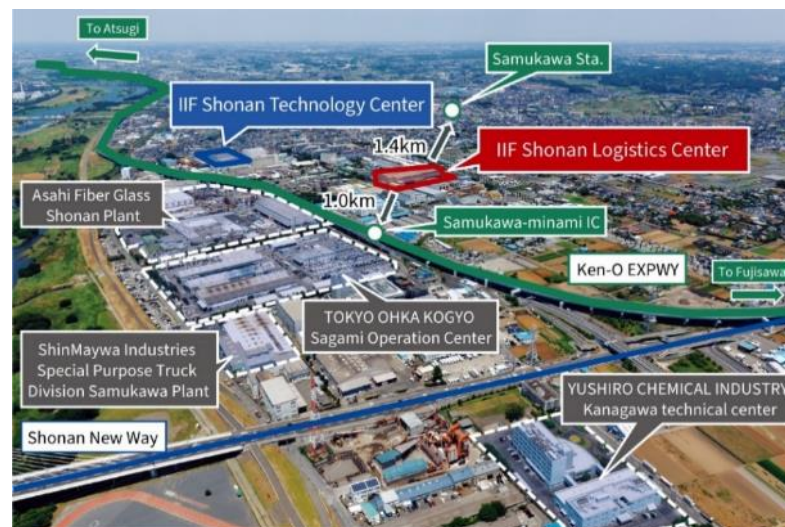 To Atsugi
Samukawa Sta.
IIF Shonan Technology Center
1.4km
IIF Shonan Logistics Center
Asahi Fiber Glass
Shonan Plant
1.0km
Samukawa-minami IC
Ken-O EXPWY
To Fujisawa
TOKYO OHKA KOGYO
Sagami Operation Center
ShinMaywa Industries
Special Purpose Truck
Division Samukawa Plant
YUSHIRO CHEMICAL INDUSTRY
Kanagawa technical center
Shonan New Way